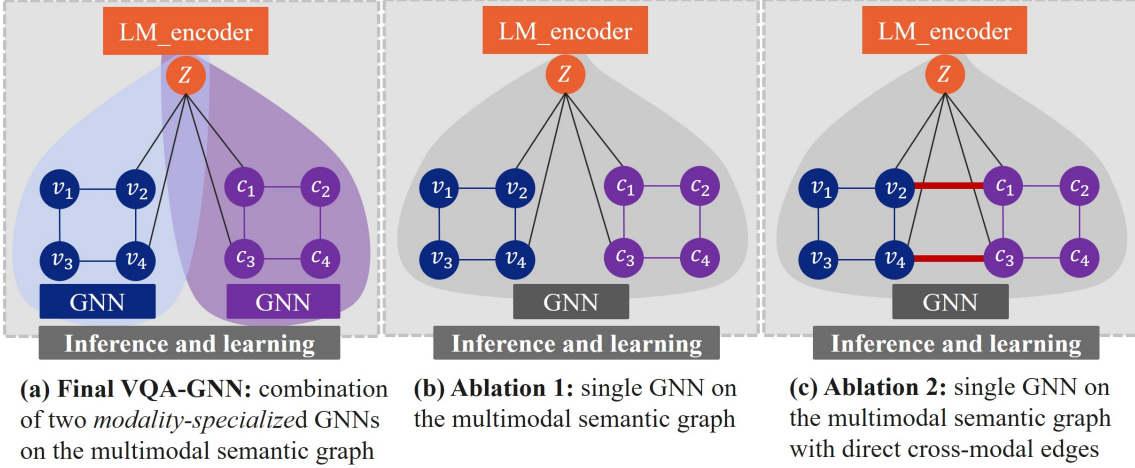 LM_encoder
Z
v₁ v₂ c₁ c₂
v₃ v₄ c₃ c₄
GNN GNN
Inference and learning
(a) Final VQA-GNN: combination
of two modality-specialized GNNs
on the multimodal semantic graph
LM_encoder
Z
v₁ v₂ c₁ c₂
v₃ v₄ c₃ c₄
GNN
Inference and learning
(b) Ablation 1: single GNN on
the multimodal semantic graph
LM_encoder
Z
v₁ v₂ c₁ c₂
v₃ v₄ c₃ c₄
GNN
Inference and learning
(c) Ablation 2: single GNN on
the multimodal semantic graph
with direct cross-modal edges